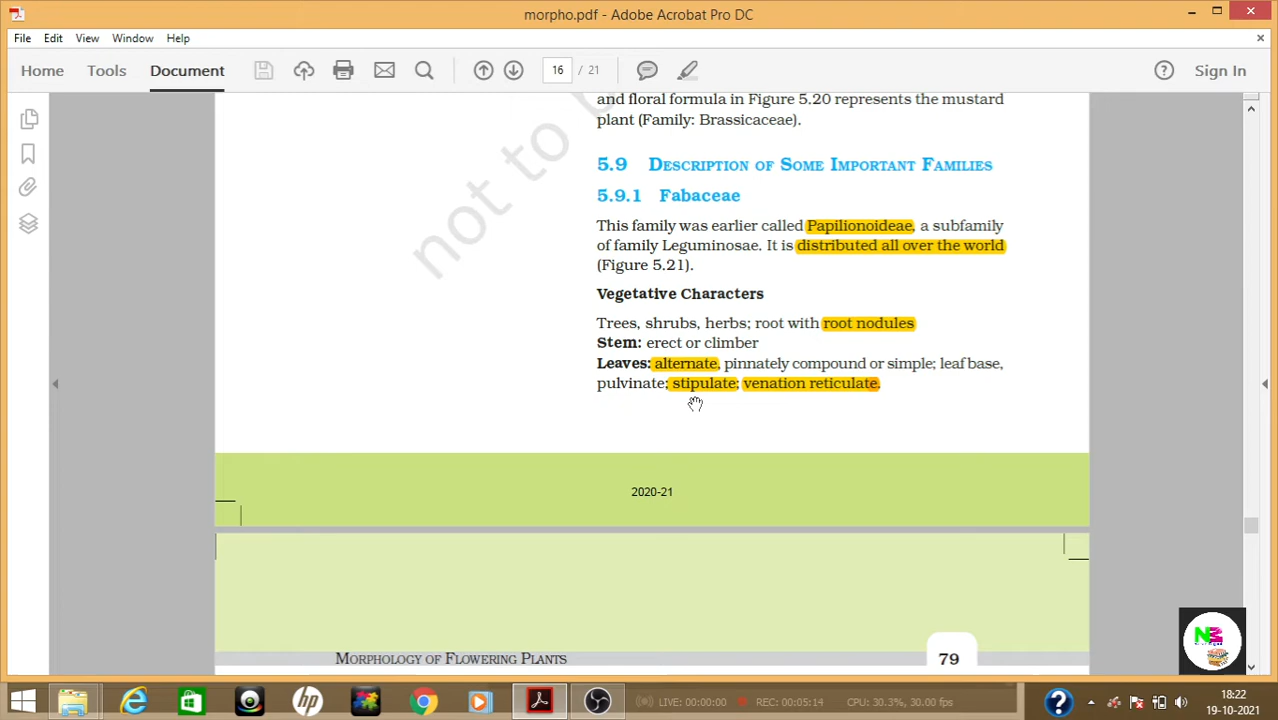 morpho.pdf - Adobe Acrobat Pro DC
File Edit View Window Help
Home Tools Document 16 / 21 Sign In
not to b
and floral formula in Figure 5.20 represents the mustard
plant (Family: Brassicaceae).
5.9 Description of Some Important Families
5.9.1 Fabaceae
This family was earlier called Papilionoideae, a subfamily
of family Leguminosae. It is distributed all over the world
(Figure 5.21).
Vegetative Characters
Trees, shrubs, herbs; root with root nodules
Stem: erect or climber
Leaves: alternate, pinnately compound or simple; leaf base,
pulvinate; stipulate; venation reticulate.
2020-21
Morphology of Flowering Plants 79
LIVE: 00:00:00 REC: 00:05:14 CPU: 30.3%, 30.00 fps
18:22
19-10-2021